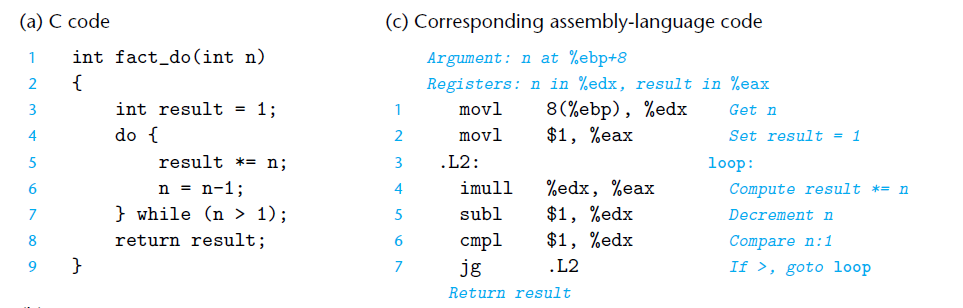 (a) C code
1 int fact_do(int n)
2 {
3 int result = 1;
4 do {
5 result *= n;
6 n = n-1;
7 } while (n > 1);
8 return result;
9 }
(c) Corresponding assembly-language code
Argument: n at %ebp+8
Registers: n in %edx, result in %eax
1 movl 8(%ebp), %edx Get n
2 movl $1, %eax Set result = 1
3 .L2: loop:
4 imull %edx, %eax Compute result *= n
5 subl $1, %edx Decrement n
6 cmpl $1, %edx Compare n:1
7 jg .L2 If >, goto loop
Return result